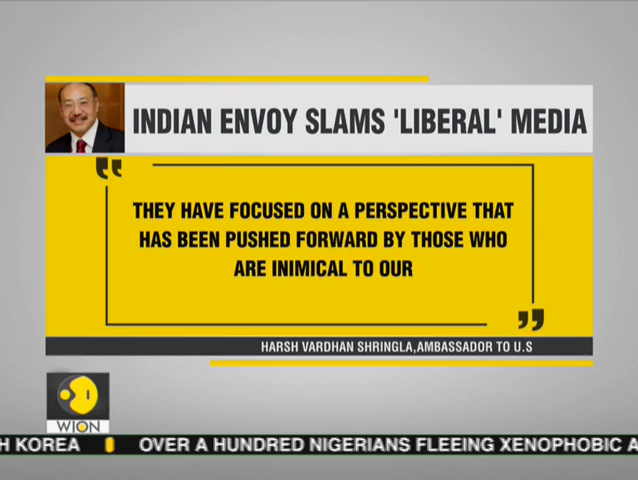 INDIAN ENVOY SLAMS 'LIBERAL' MEDIA
THEY HAVE FOCUSED ON A PERSPECTIVE THAT
HAS BEEN PUSHED FORWARD BY THOSE WHO
ARE INIMICAL TO OUR
HARSH VARDHAN SHRINGLA,AMBASSADOR TO U.S
WION
H KOREA OVER A HUNDRED NIGERIANS FLEEING XENOPHOBIC A